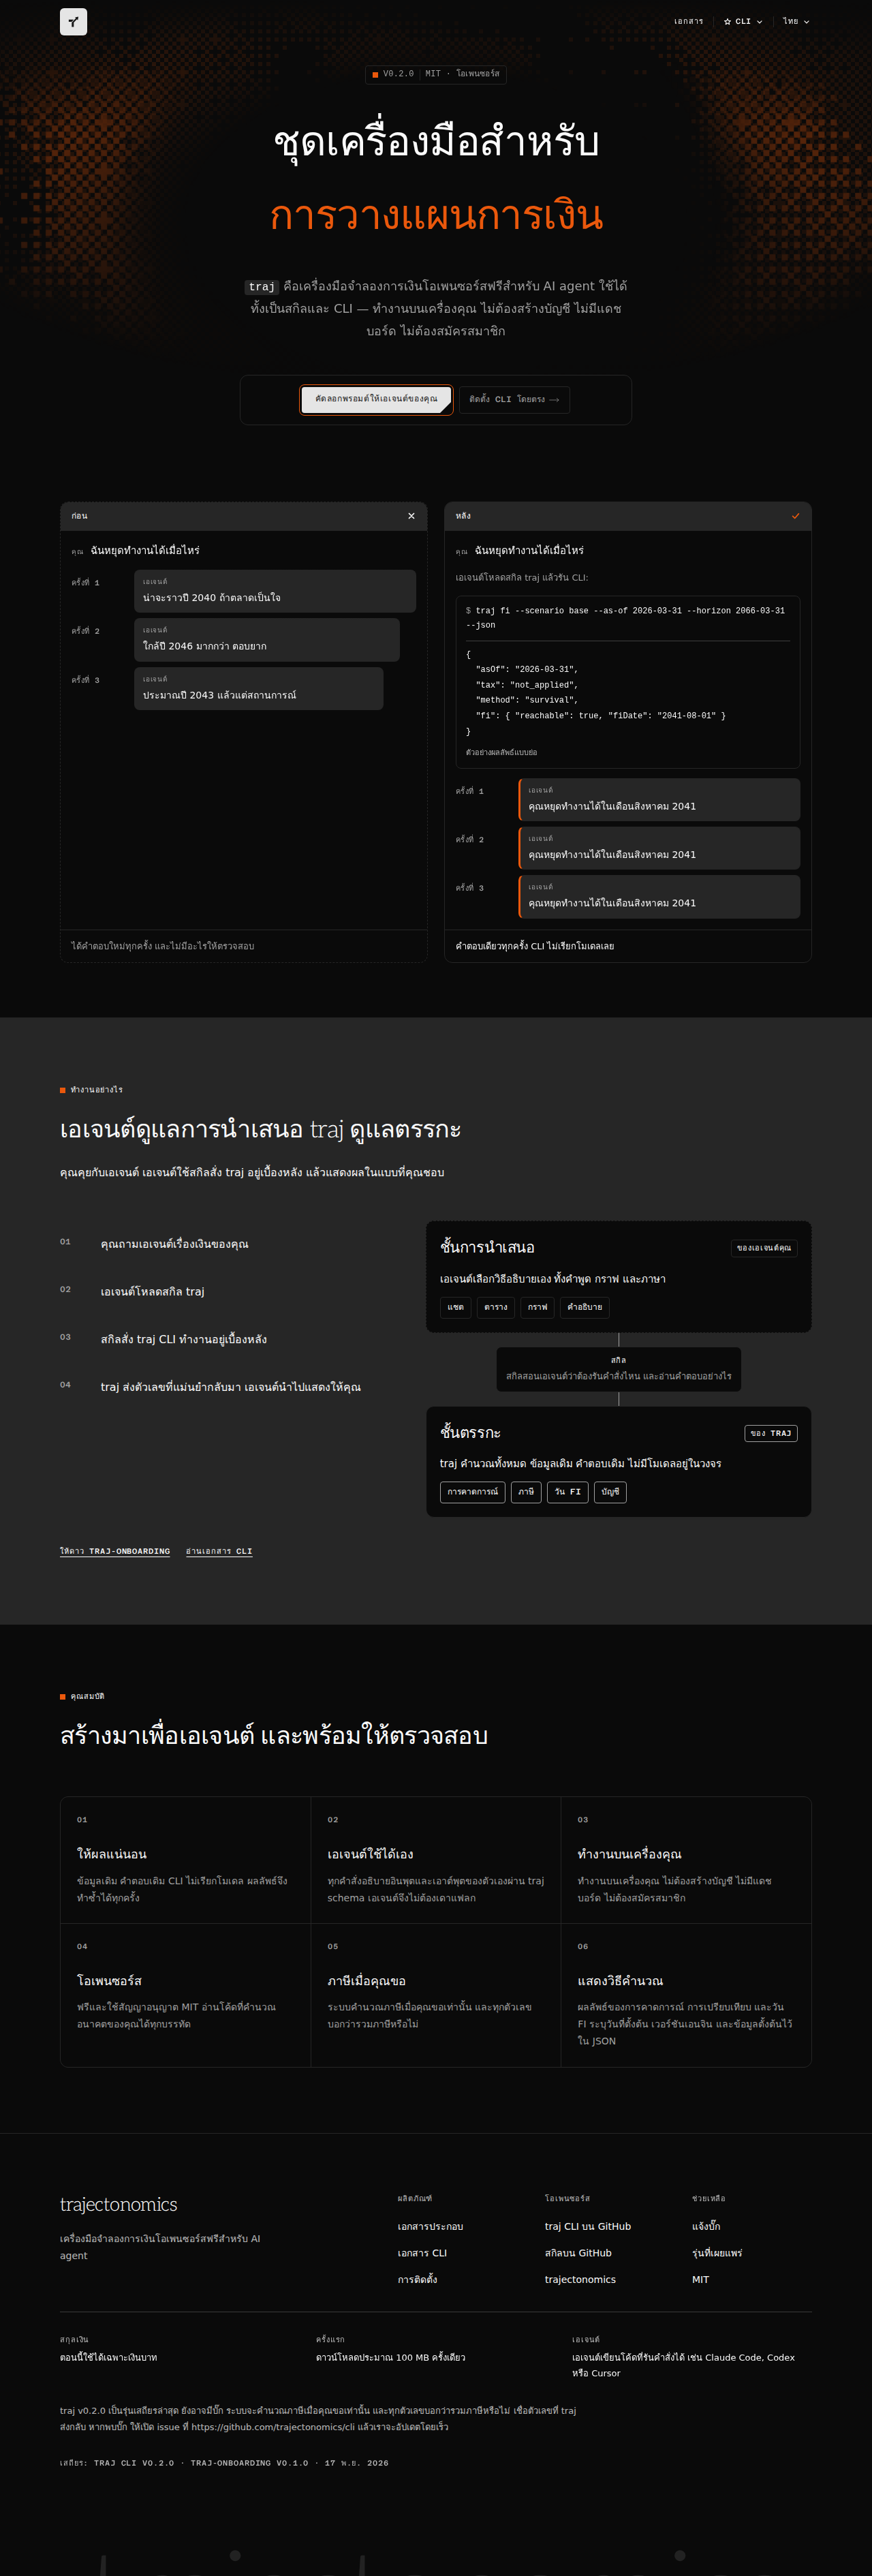 เอกสาร
CLI
ไทย
V0.2.0 MIT · โอเพนซอร์ส
ชุดเครื่องมือสำหรับ
การวางแผนการเงิน
traj คือเครื่องมือจำลองการเงินโอเพนซอร์สฟรีสำหรับ AI agent ใช้ได้
ทั้งเป็นสกิลและ CLI — ทำงานบนเครื่องคุณ ไม่ต้องสร้างบัญชี ไม่มีแดช
บอร์ด ไม่ต้องสมัครสมาชิก
คัดลอกพรอมต์ให้เอเจนต์ของคุณ
ติดตั้ง CLI โดยตรง
ก่อน
คุณ ฉันหยุดทำงานได้เมื่อไหร่
ครั้งที่ 1
เอเจนต์
น่าจะราวปี 2040 ถ้าตลาดเป็นใจ
ครั้งที่ 2
เอเจนต์
ใกล้ปี 2046 มากกว่า ตอบยาก
ครั้งที่ 3
เอเจนต์
ประมาณปี 2043 แล้วแต่สถานการณ์
ได้คำตอบใหม่ทุกครั้ง และไม่มีอะไรให้ตรวจสอบ
หลัง
คุณ ฉันหยุดทำงานได้เมื่อไหร่
เอเจนต์โหลดสกิล traj แล้วรัน CLI:
$ traj fi --scenario base --as-of 2026-03-31 --horizon 2066-03-31
--json
{
"asOf": "2026-03-31",
"tax": "not_applied",
"method": "survival",
"fi": { "reachable": true, "fiDate": "2041-08-01" }
}
ตัวอย่างผลลัพธ์แบบย่อ
ครั้งที่ 1
เอเจนต์
คุณหยุดทำงานได้ในเดือนสิงหาคม 2041
ครั้งที่ 2
เอเจนต์
คุณหยุดทำงานได้ในเดือนสิงหาคม 2041
ครั้งที่ 3
เอเจนต์
คุณหยุดทำงานได้ในเดือนสิงหาคม 2041
คำตอบเดียวทุกครั้ง CLI ไม่เรียกโมเดลเลย
ทำงานอย่างไร
เอเจนต์ดูแลการนำเสนอ traj ดูแลตรรกะ
คุณคุยกับเอเจนต์ เอเจนต์ใช้สกิลสั่ง traj อยู่เบื้องหลัง แล้วแสดงผลในแบบที่คุณชอบ
01 คุณถามเอเจนต์เรื่องเงินของคุณ
02 เอเจนต์โหลดสกิล traj
03 สกิลสั่ง traj CLI ทำงานอยู่เบื้องหลัง
04 traj ส่งตัวเลขที่แม่นยำกลับมา เอเจนต์นำไปแสดงให้คุณ
ชั้นการนำเสนอ
ของเอเจนต์คุณ
เอเจนต์เลือกวิธีอธิบายเอง ทั้งคำพูด กราฟ และภาษา
แชต ตาราง กราฟ คำอธิบาย
สกิล
สกิลสอนเอเจนต์ว่าต้องรันคำสั่งไหน และอ่านคำตอบอย่างไร
ชั้นตรรกะ
ของ TRAJ
traj คำนวณทั้งหมด ข้อมูลเดิม คำตอบเดิม ไม่มีโมเดลอยู่ในวงจร
การคาดการณ์ ภาษี วัน FI บัญชี
ให้ดาว TRAJ-ONBOARDING
อ่านเอกสาร CLI
คุณสมบัติ
สร้างมาเพื่อเอเจนต์ และพร้อมให้ตรวจสอบ
01
ให้ผลแน่นอน
ข้อมูลเดิม คำตอบเดิม CLI ไม่เรียกโมเดล ผลลัพธ์จึง
ทำซ้ำได้ทุกครั้ง
02
เอเจนต์ใช้ได้เอง
ทุกคำสั่งอธิบายอินพุตและเอาต์พุตของตัวเองผ่าน traj
schema เอเจนต์จึงไม่ต้องเดาแฟลก
03
ทำงานบนเครื่องคุณ
ทำงานบนเครื่องคุณ ไม่ต้องสร้างบัญชี ไม่มีแดช
บอร์ด ไม่ต้องสมัครสมาชิก
04
โอเพนซอร์ส
ฟรีและใช้สัญญาอนุญาต MIT อ่านโค้ดที่คำนวณ
อนาคตของคุณได้ทุกบรรทัด
05
ภาษีเมื่อคุณขอ
ระบบคำนวณภาษีเมื่อคุณขอเท่านั้น และทุกตัวเลข
บอกว่ารวมภาษีหรือไม่
06
แสดงวิธีคำนวณ
ผลลัพธ์ของการคาดการณ์ การเปรียบเทียบ และวัน
FI ระบุวันที่ตั้งต้น เวอร์ชันเอนจิน และข้อมูลตั้งต้นไว้
ใน JSON
trajectonomics
เครื่องมือจำลองการเงินโอเพนซอร์สฟรีสำหรับ AI
agent
ผลิตภัณฑ์
เอกสารประกอบ
เอกสาร CLI
การติดตั้ง
โอเพนซอร์ส
traj CLI บน GitHub
สกิลบน GitHub
trajectonomics
ช่วยเหลือ
แจ้งบั๊ก
รุ่นที่เผยแพร่
MIT
สกุลเงิน
ตอนนี้ใช้ได้เฉพาะเงินบาท
ครั้งแรก
ดาวน์โหลดประมาณ 100 MB ครั้งเดียว
เอเจนต์
เอเจนต์เขียนโค้ดที่รันคำสั่งได้ เช่น Claude Code, Codex
หรือ Cursor
traj v0.2.0 เป็นรุ่นเสถียรล่าสุด ยังอาจมีบั๊ก ระบบจะคำนวณภาษีเมื่อคุณขอเท่านั้น และทุกตัวเลขบอกว่ารวมภาษีหรือไม่ เชื่อตัวเลขที่ traj
ส่งกลับ หากพบบั๊ก ให้เปิด issue ที่ https://github.com/trajectonomics/cli แล้วเราจะอัปเดตโดยเร็ว
เสถียร: TRAJ CLI V0.2.0 · TRAJ-ONBOARDING V0.1.0 · 17 พ.ย. 2026